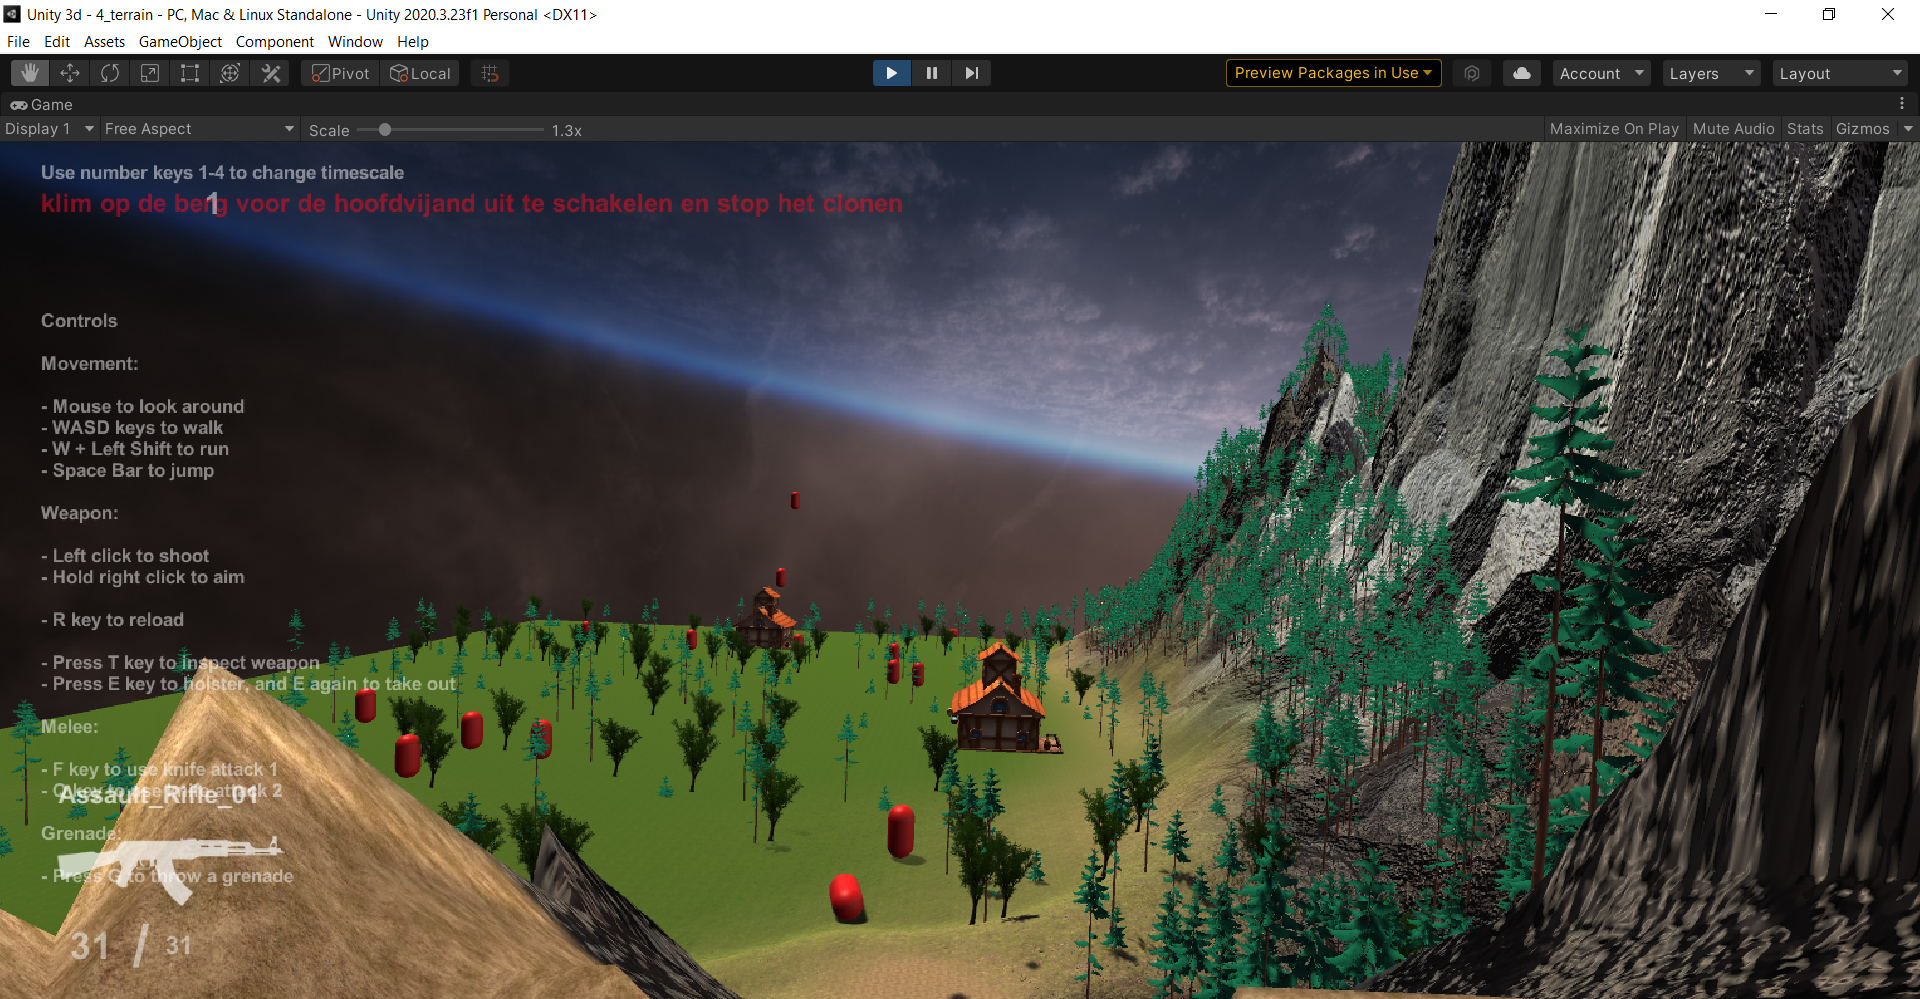 Unity 3d - 4_terrain - PC, Mac & Linux Standalone - Unity 2020.3.23f1 Personal <DX11>
File Edit Assets GameObject Component Window Help
Pivot Local Preview Packages in Use Account Layers Layout
Game
Display 1 Free Aspect Scale 1.3x Maximize On Play Mute Audio Stats Gizmos
Use number keys 1-4 to change timescale
klim op de berg voor de hoofdvijand uit te schakelen en stop het clonen
1
Controls
Movement:
- Mouse to look around
- WASD keys to walk
- W + Left Shift to run
- Space Bar to jump
Weapon:
- Left click to shoot
- Hold right click to aim
- R key to reload
- Press T key to inspect weapon
- Press E key to holster, and E again to take out
Melee:
- F key to use knife attack 1
- Q key to use knife attack 2
Assault_Rifle_01
Grenade:
- Press G to throw a grenade
31 / 31